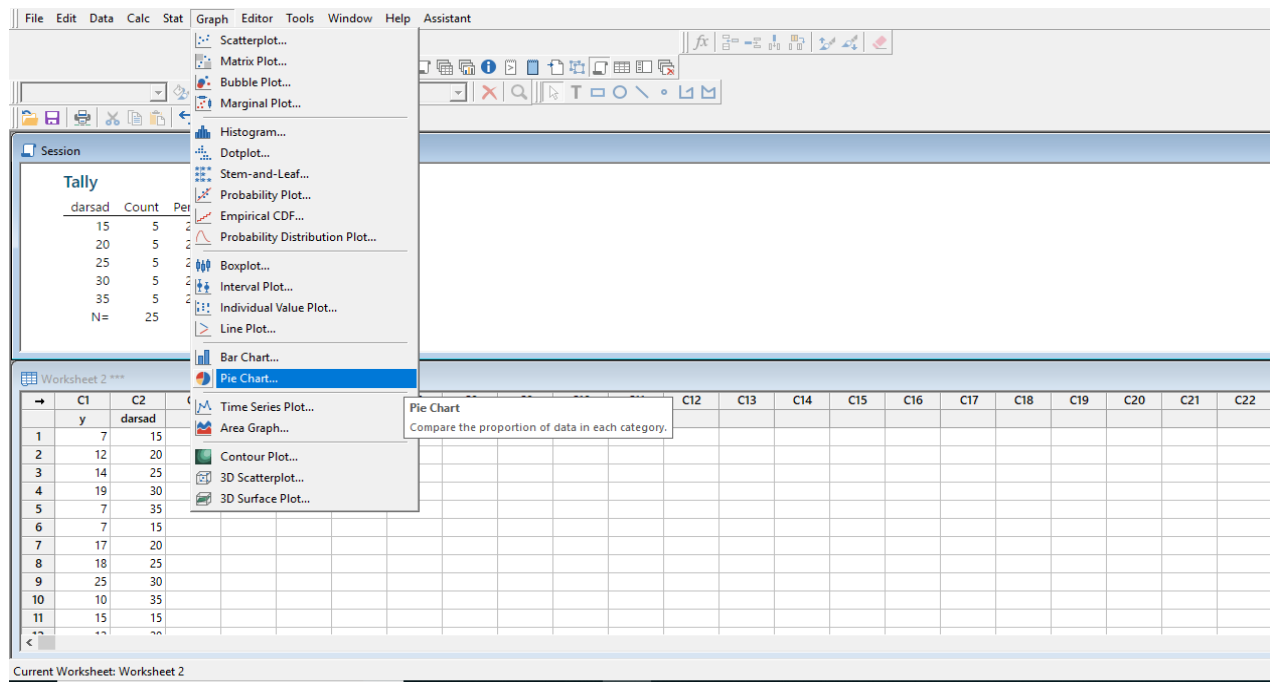 File Edit Data Calc Stat Graph Editor Tools Window Help Assistant
Scatterplot...
Matrix Plot...
Bubble Plot...
Marginal Plot...
Histogram...
Dotplot...
Stem-and-Leaf...
Probability Plot...
Empirical CDF...
Probability Distribution Plot...
Boxplot...
Interval Plot...
Individual Value Plot...
Line Plot...
Bar Chart...
Pie Chart...
Time Series Plot...
Area Graph...
Contour Plot...
3D Scatterplot...
3D Surface Plot...
Pie Chart
Compare the proportion of data in each category.
Session
Tally
darsad Count Per
15 5 2
20 5 2
25 5 2
30 5 2
35 5 2
N= 25
Worksheet 2 ***
C1 C2 C12 C13 C14 C15 C16 C17 C18 C19 C20 C21 C22
y darsad
1 7 15
2 12 20
3 14 25
4 19 30
5 7 35
6 7 15
7 17 20
8 18 25
9 25 30
10 10 35
11 15 15
Current Worksheet: Worksheet 2